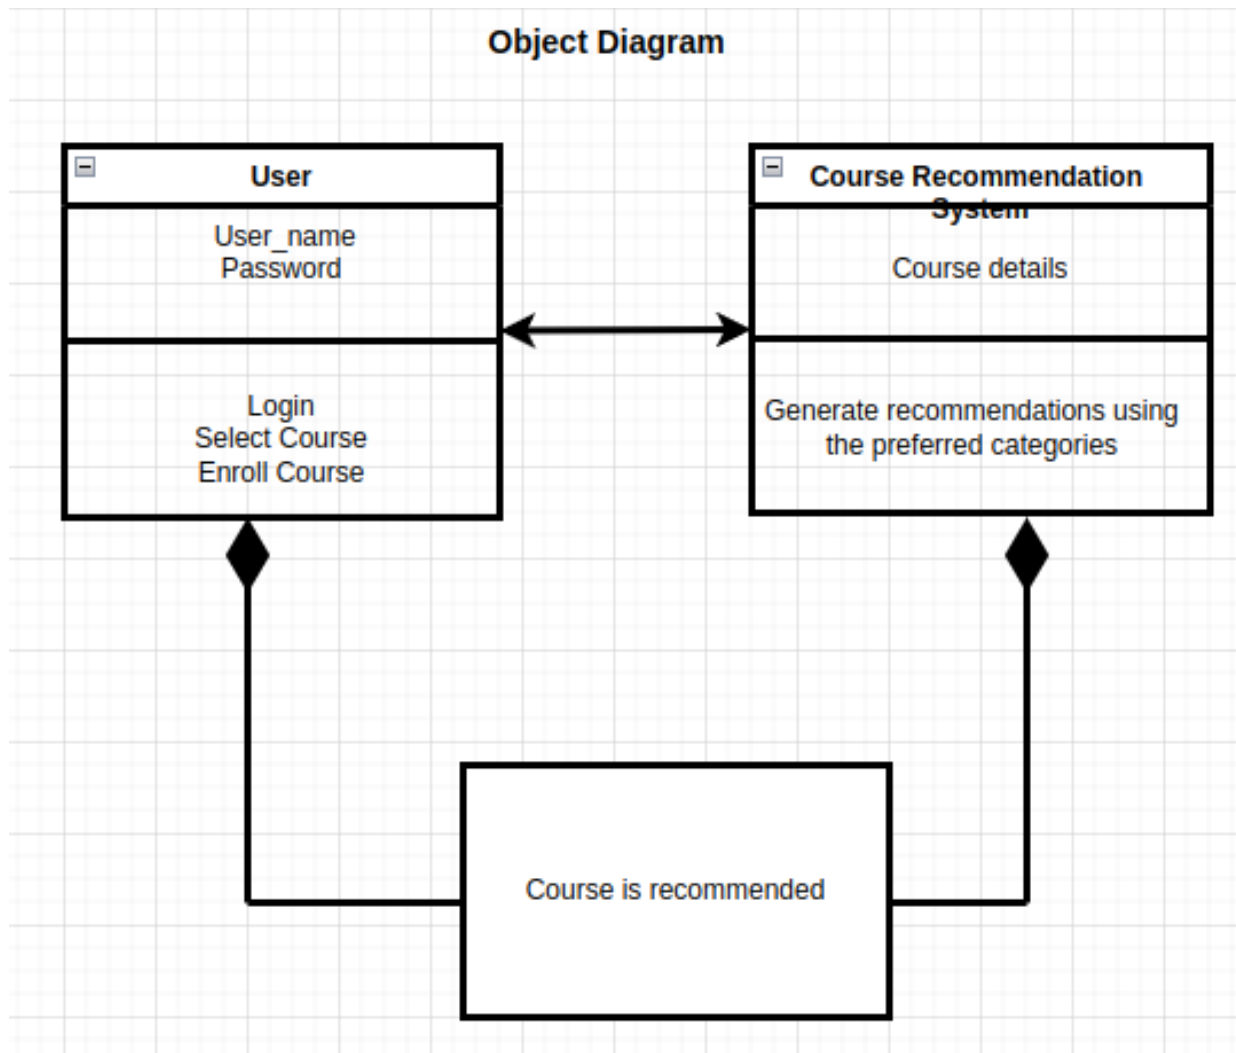 Object Diagram
User
User_name
Password
Login
Select Course
Enroll Course
Course Recommendation
System
Course details
Generate recommendations using
the preferred categories
Course is recommended